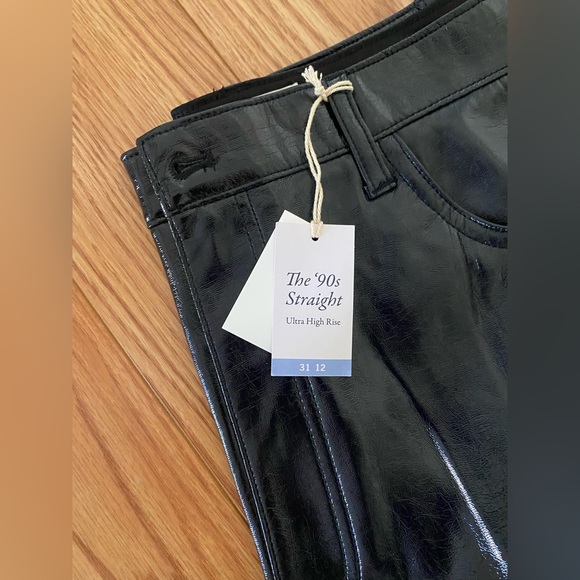 The ‘90s
Straight
Ultra High Rise
31 12